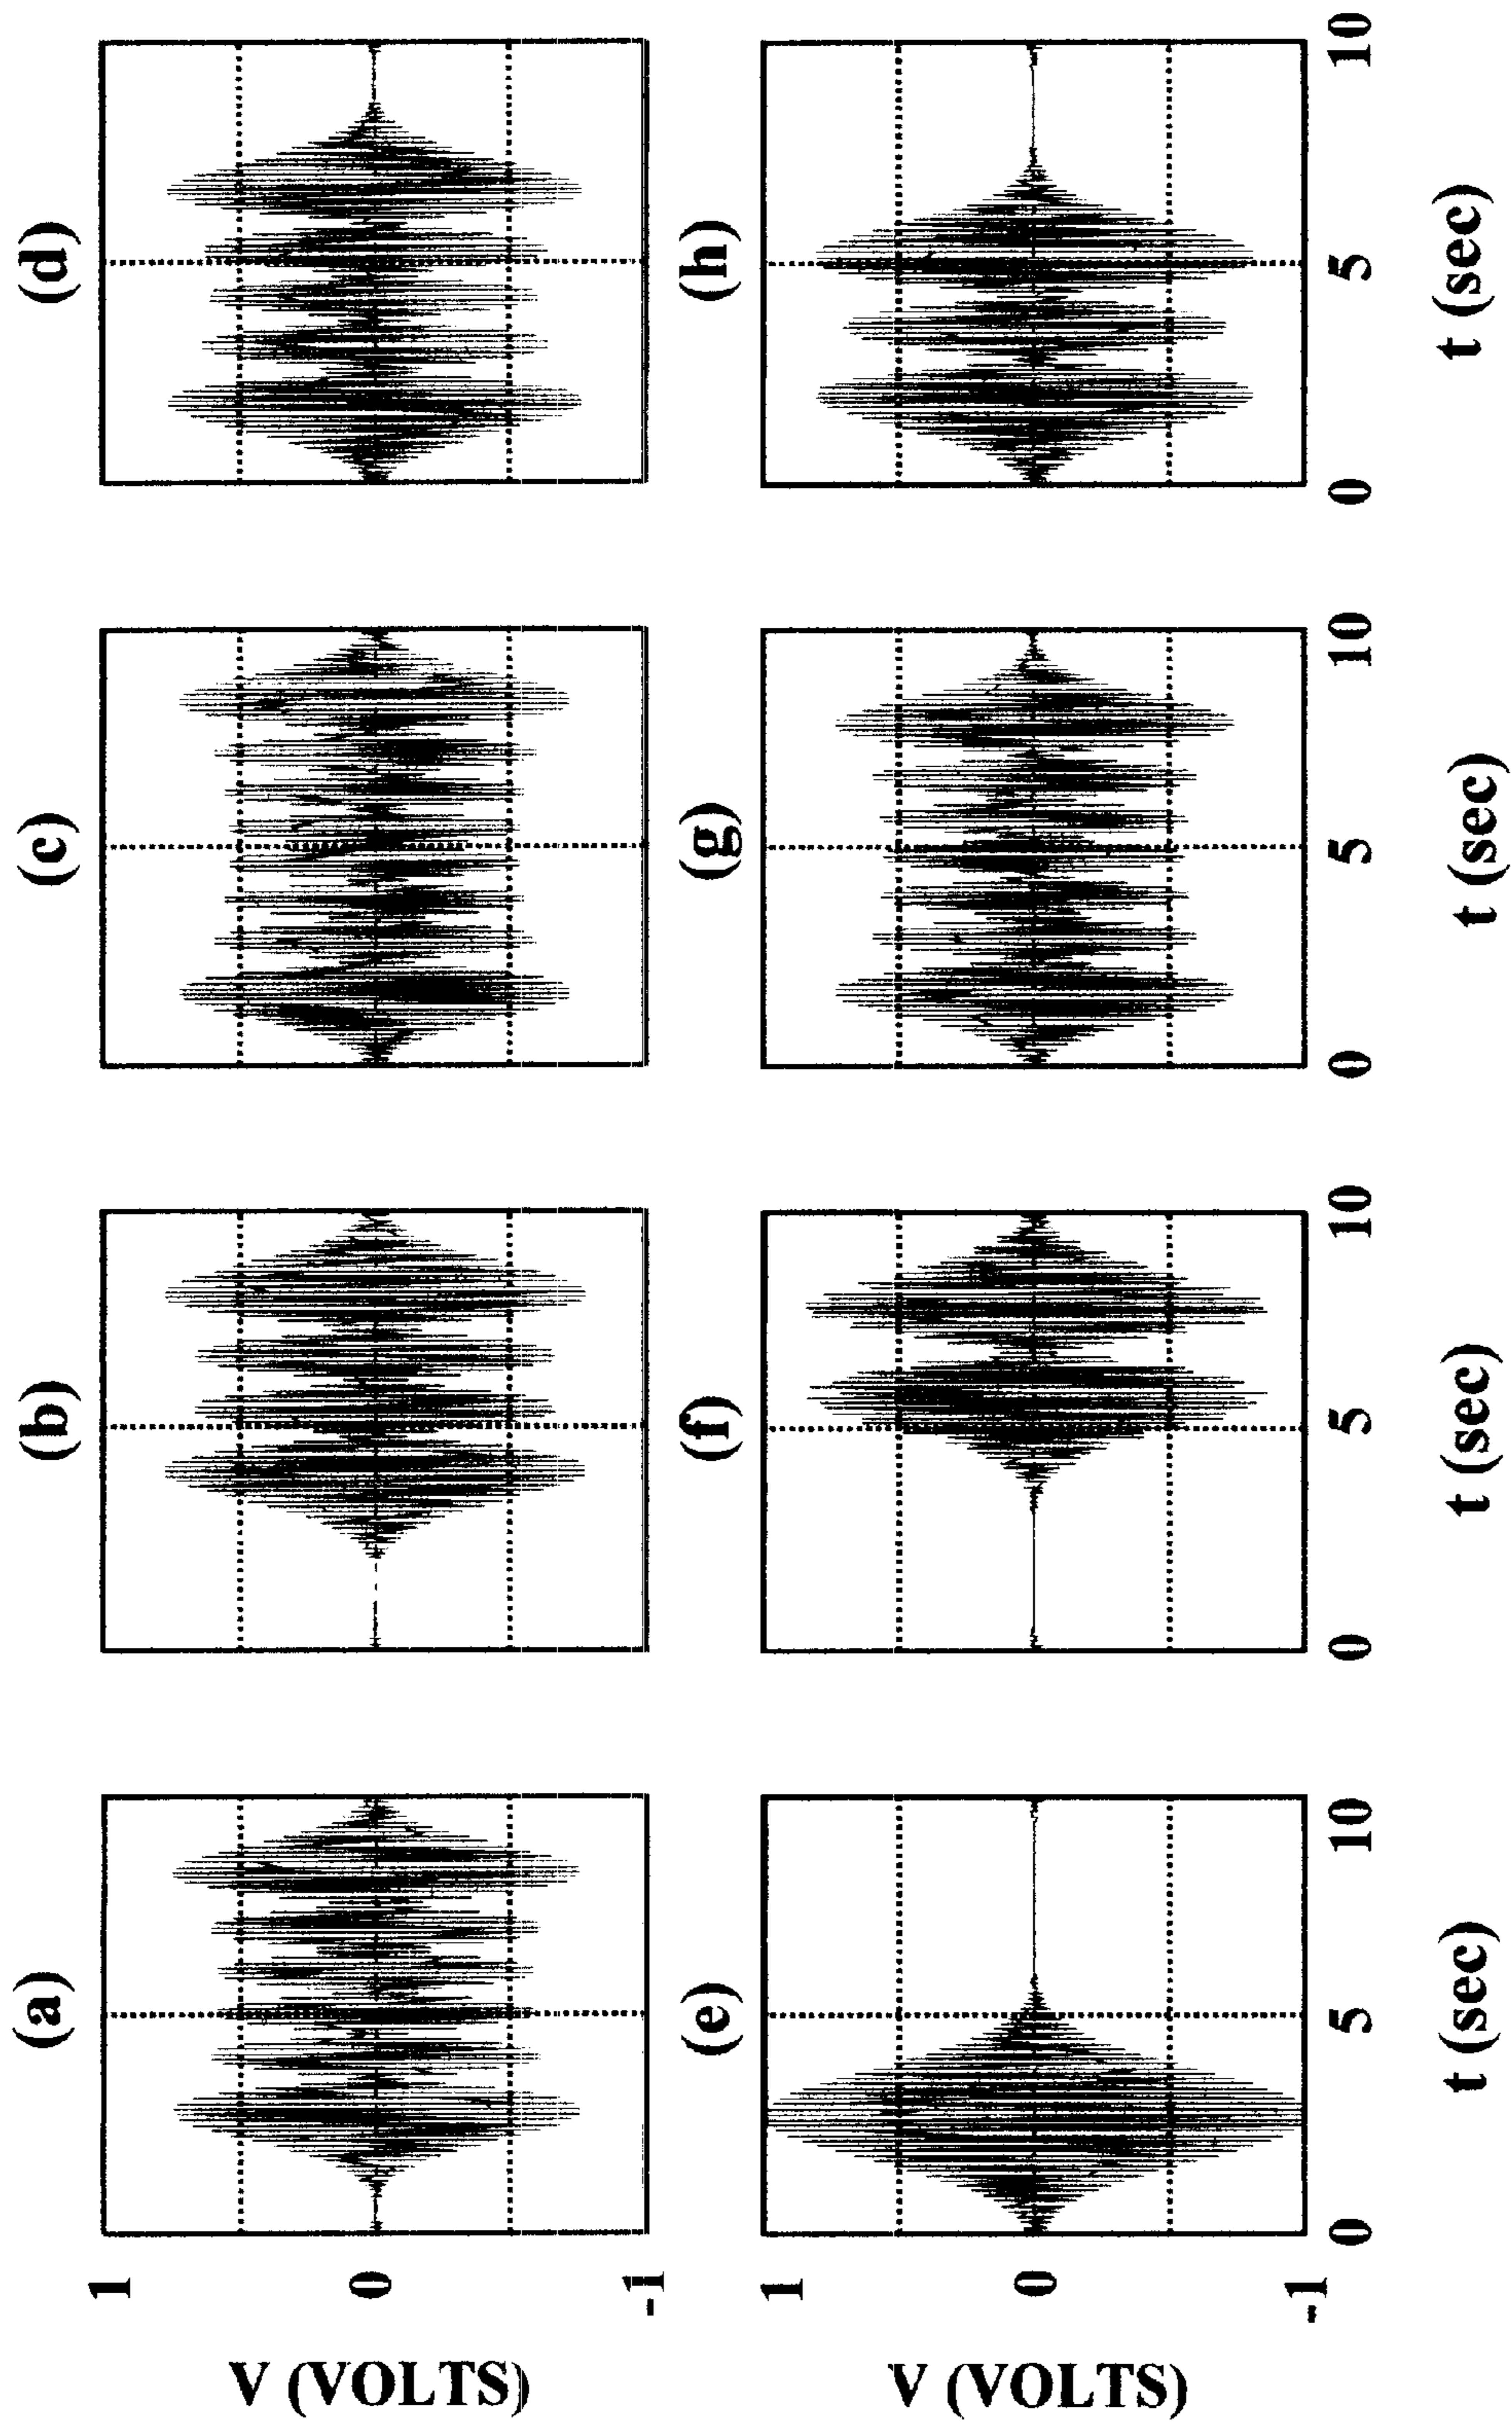 (a) (b) (c) (d)
1
0
-1
V (VOLTS)
(e) (f) (g) (h)
1
0
-1
V (VOLTS)
0 5 10 0 5 10 0 5 10 0 5 10
t (sec) t (sec) t (sec) t (sec)